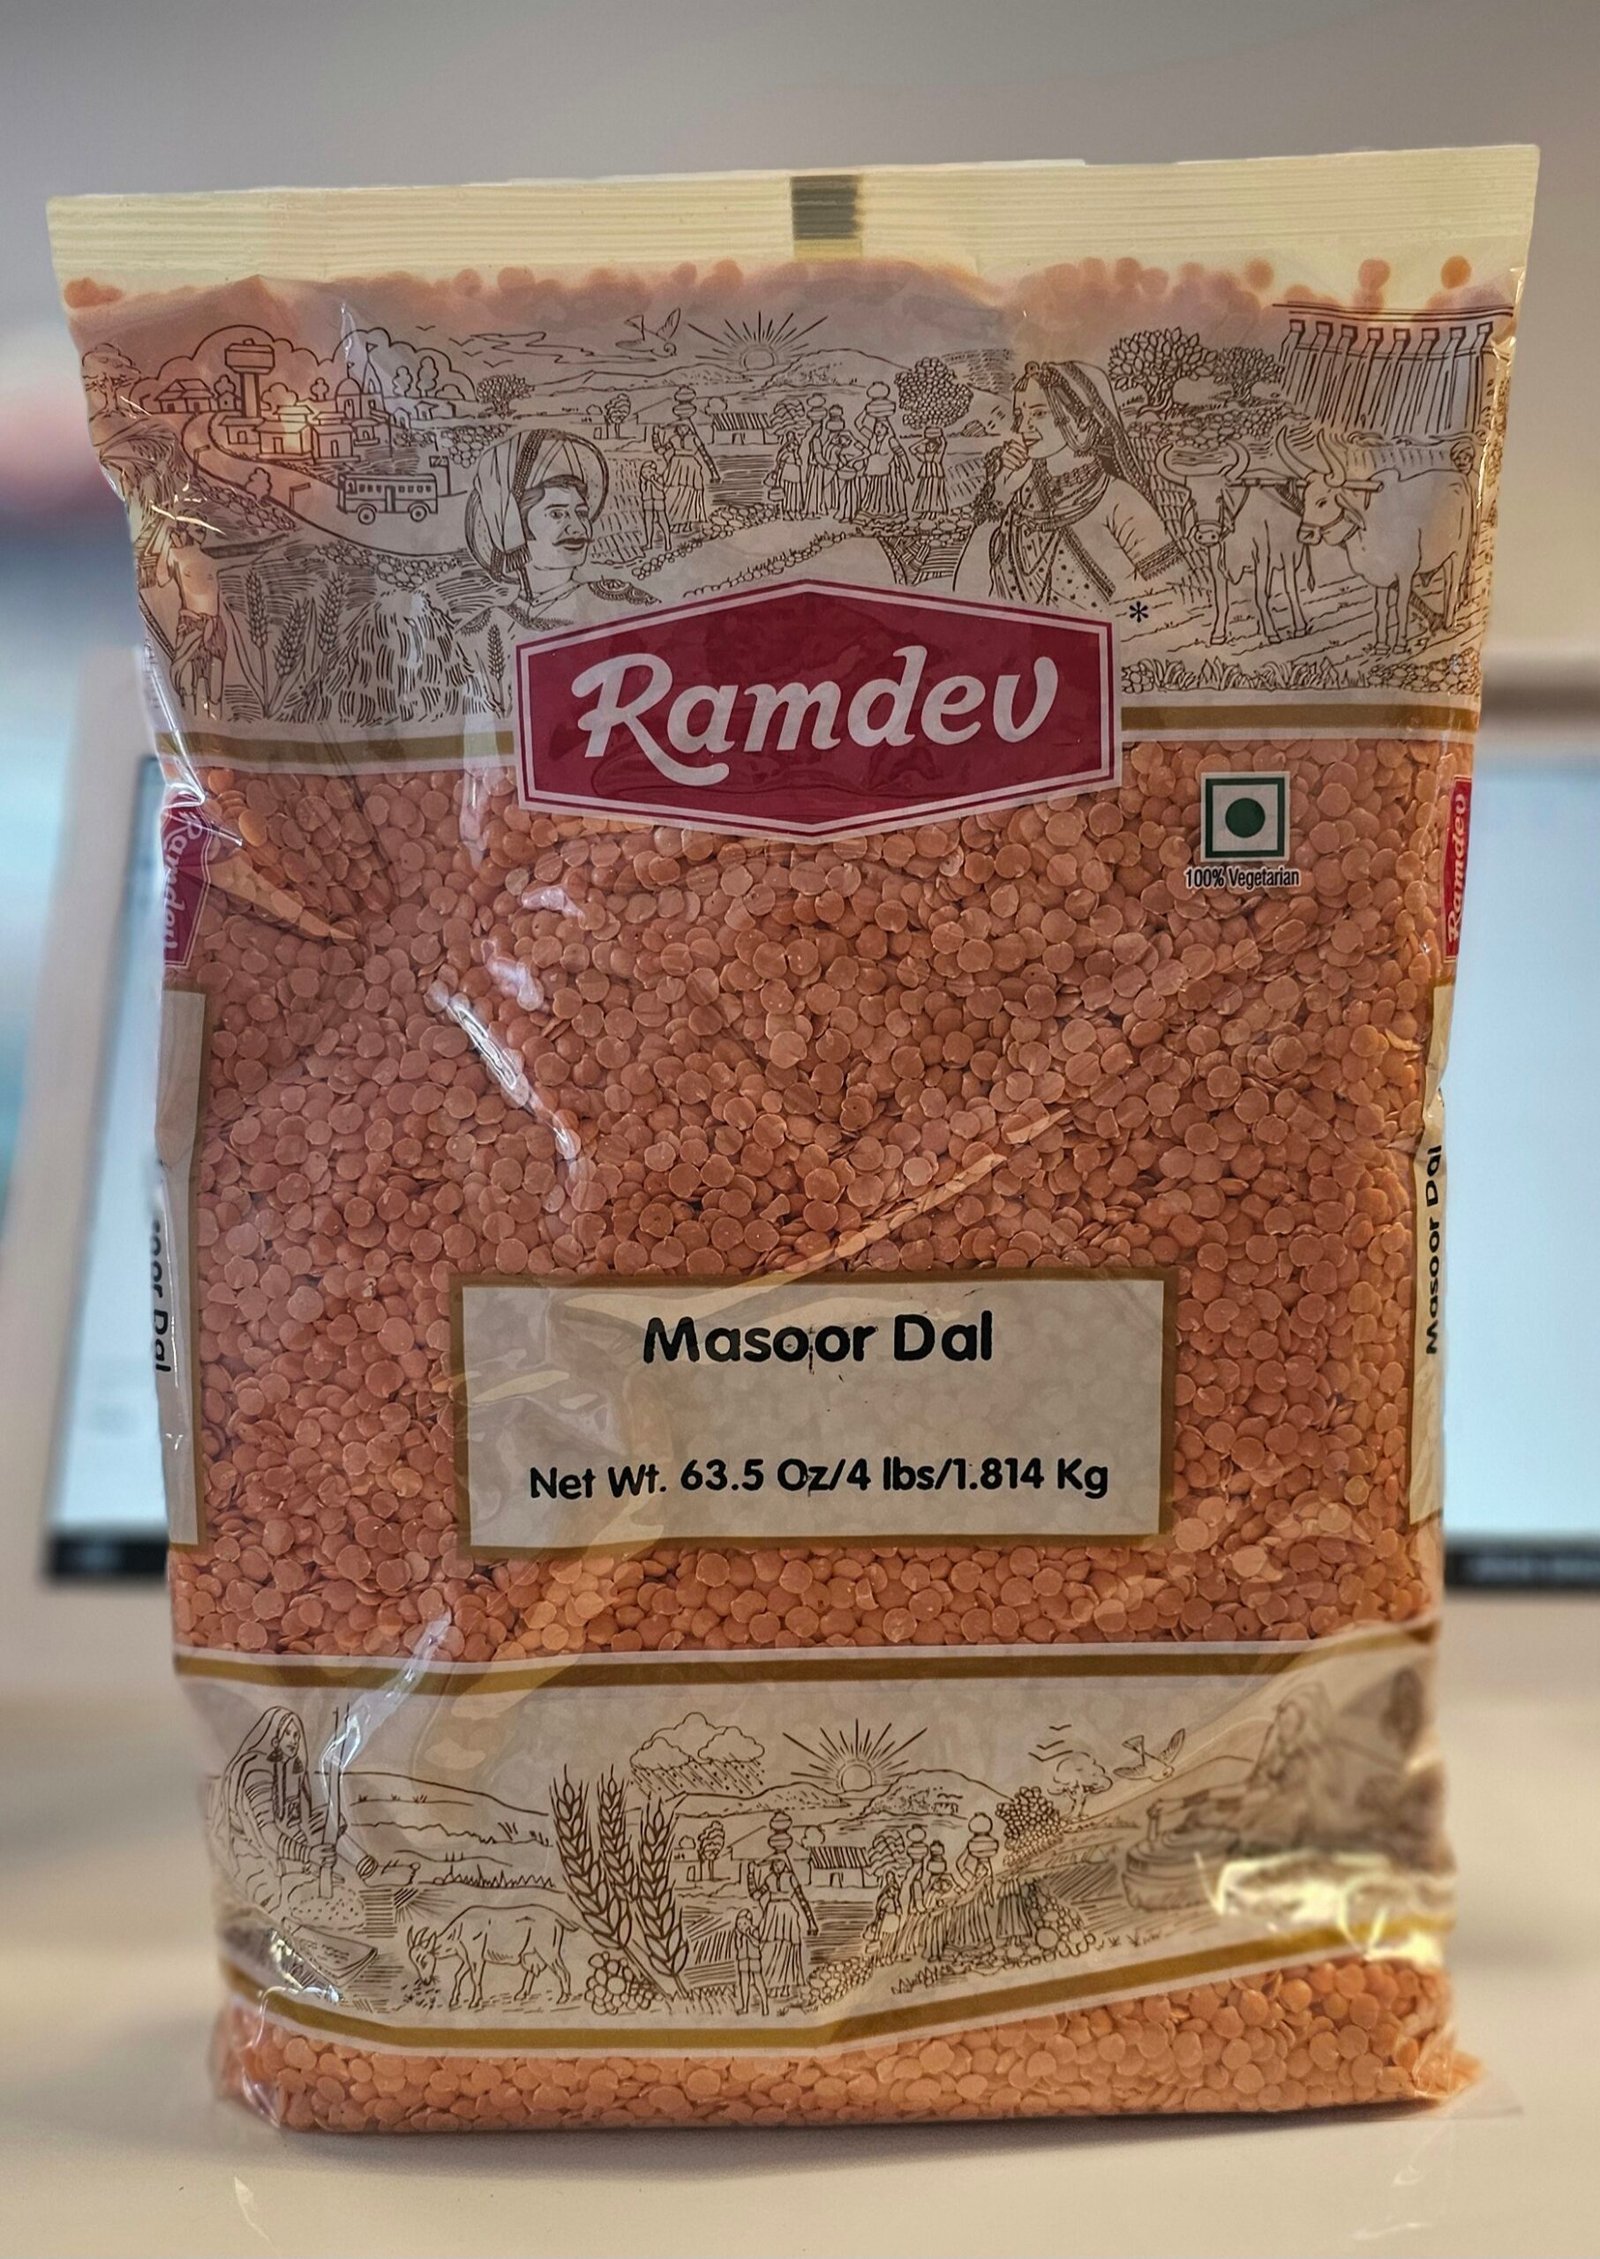 Ramdev
*
100% Vegetarian
Ramdev
Ramdev
Masoor Dal
Net Wt. 63.5 Oz/4 lbs/1.814 Kg
Masoor Dal
Dal